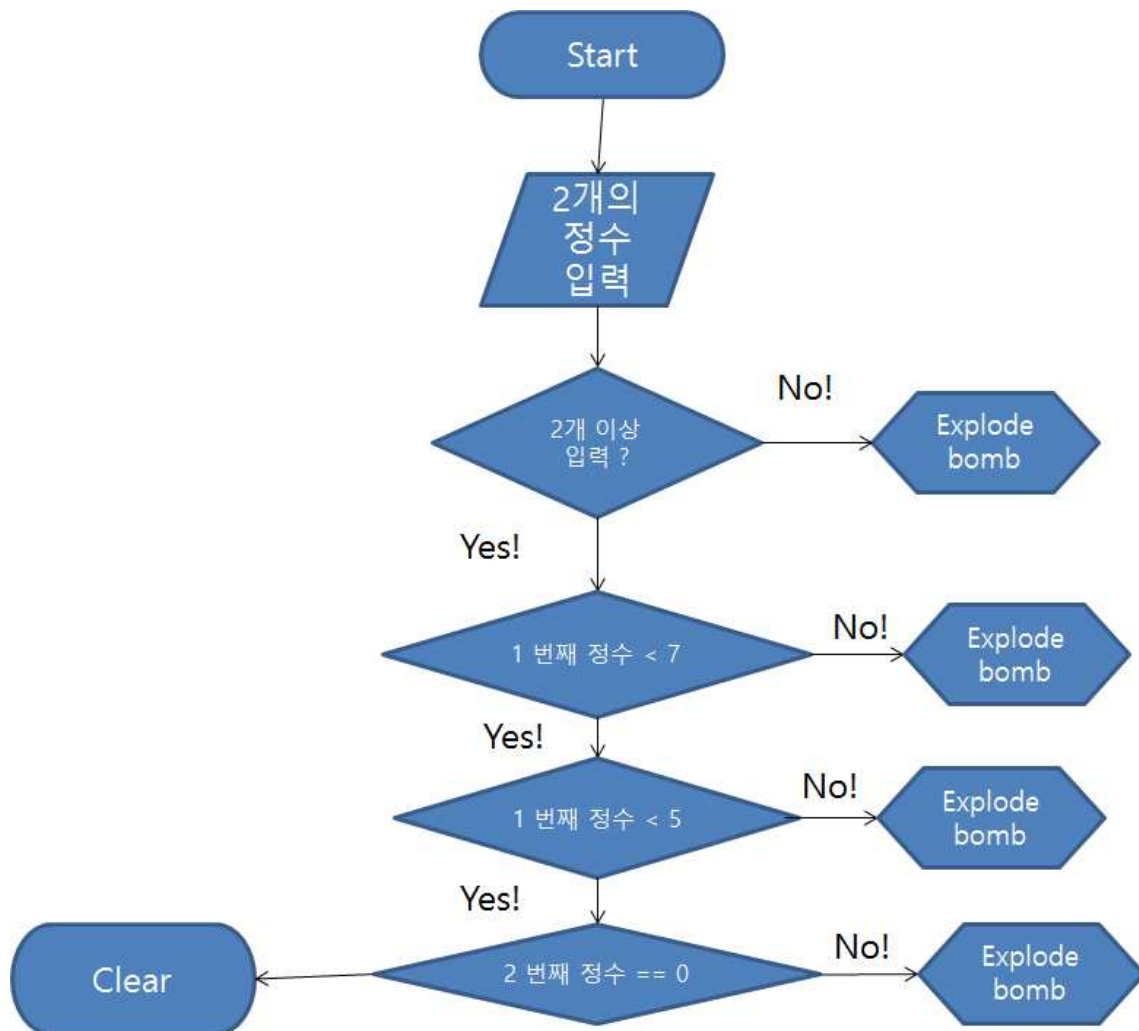 Start
2개의
정수
입력
2개 이상
입력 ?
No!
Explode
bomb
Yes!
1 번째 정수 < 7
No!
Explode
bomb
Yes!
1 번째 정수 < 5
No!
Explode
bomb
Yes!
2 번째 정수 == 0
No!
Explode
bomb
Clear